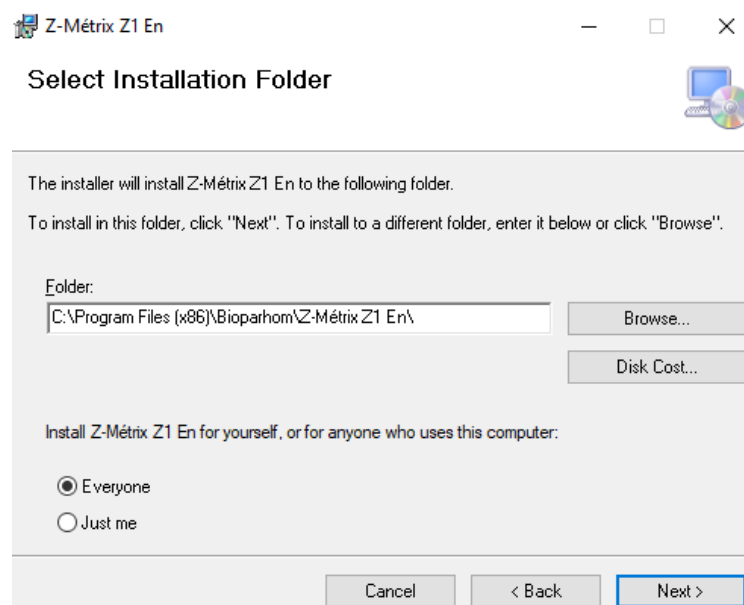 Z-Métrix Z1 En
Select Installation Folder
The installer will install Z-Métrix Z1 En to the following folder.
To install in this folder, click "Next". To install to a different folder, enter it below or click "Browse".
Folder:
C:\Program Files (x86)\Bioparhom\Z-Métrix Z1 En\
Browse...
Disk Cost...
Install Z-Métrix Z1 En for yourself, or for anyone who uses this computer:
Everyone
Just me
Cancel
< Back
Next >